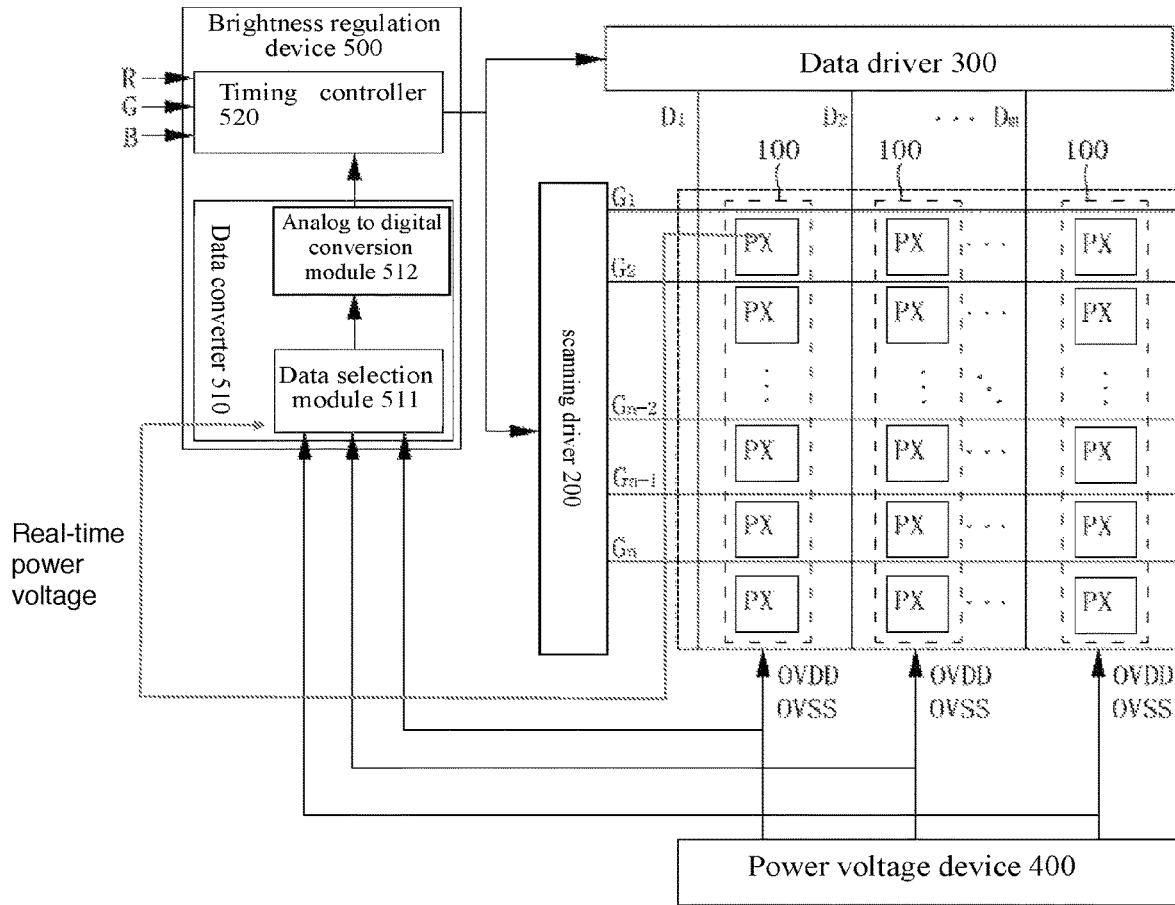 Brightness regulation
device 500
R
G
B
Timing controller
520
Data driver 300
D1
D2
... Dm
100
100
100
Analog to digital
conversion
module 512
Data converter 510
Data selection
module 511
scanning driver 200
G1
G2
Gn-2
Gn-1
Gn
PX PX ... PX
PX PX ... PX
PX PX ... PX
PX PX ... PX
PX PX ... PX
Real-time
power
voltage
OVDD OVDD OVDD
OVSS OVSS OVSS
Power voltage device 400